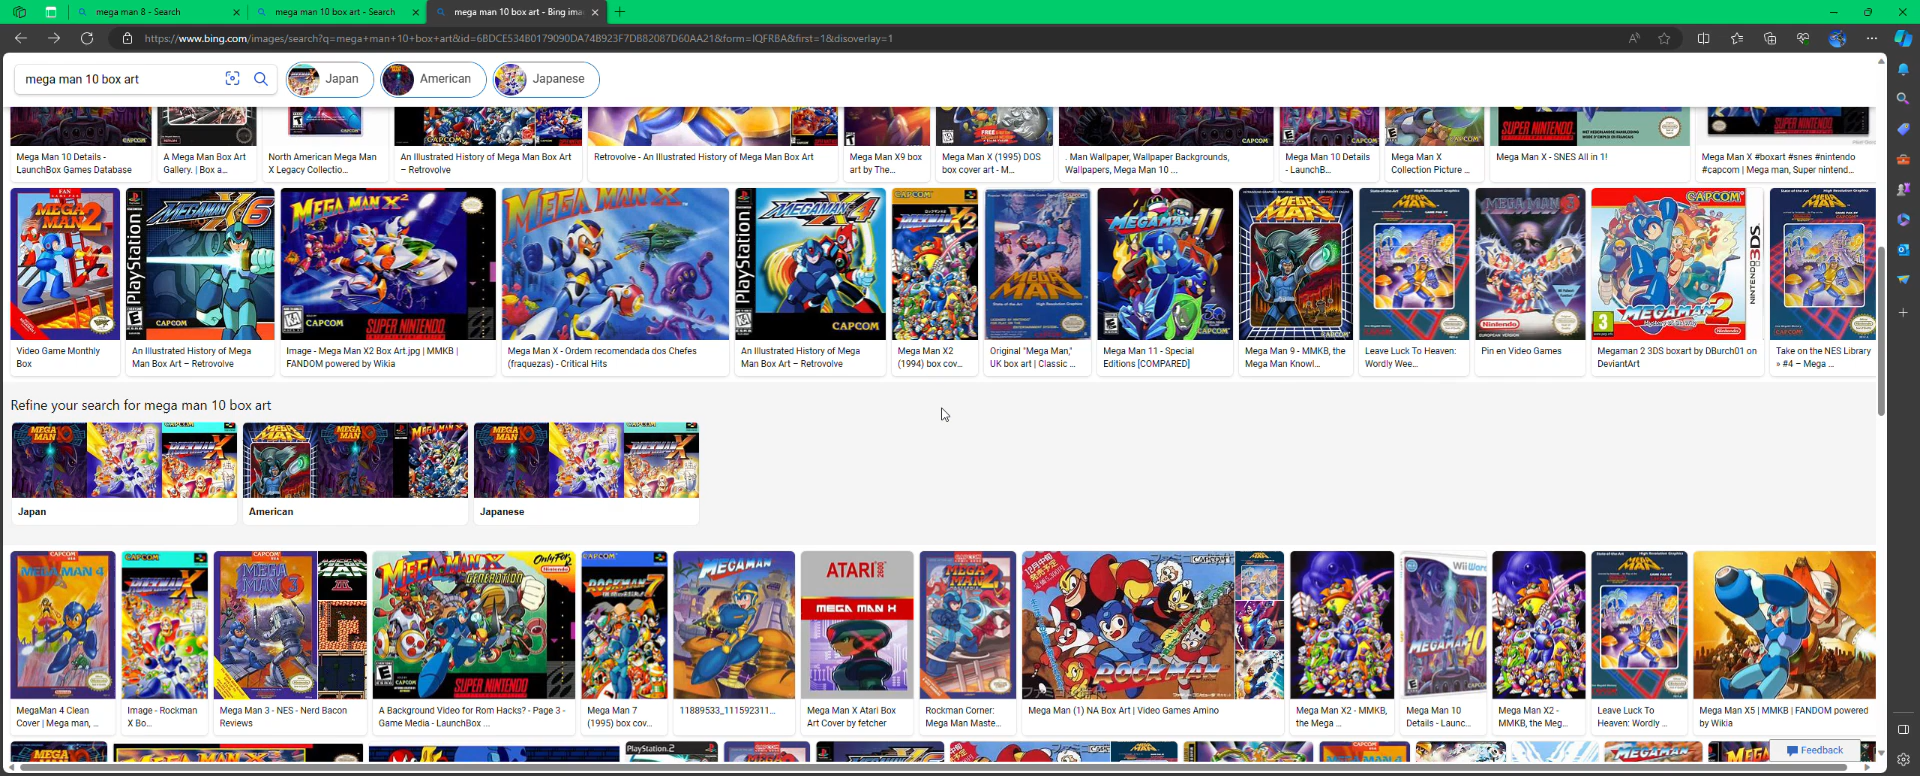 mega man 8 - Search
mega man 10 box art - Search
mega man 10 box art - Bing ima
https://www.bing.com/images/search?q=mega+man+10+box+art&id=6BDCE534B0179090DA74B923F7DB82087D60AA21&form=IQFRBA&first=1&disoverlay=1
mega man 10 box art
Japan
American
Japanese
Mega Man 10 Details -
LaunchBox Games Database
A Mega Man Box Art
Gallery. | Box a...
North American Mega Man
X Legacy Collectio...
An Illustrated History of Mega Man Box Art
– Retrovolve
Retrovolve - An Illustrated History of Mega Man Box Art
Mega Man X9 box
art by The...
Mega Man X (1995) DOS
box cover art - M...
. Man Wallpaper, Wallpaper Backgrounds,
Wallpapers, Mega Man 10 ...
Mega Man 10 Details
- LaunchB...
Mega Man X
Collection Picture ...
Mega Man X - SNES All in 1!
Mega Man X #boxart #snes #nintendo
#capcom | Mega man, Super nintend...
Video Game Monthly
Box
An Illustrated History of Mega
Man Box Art – Retrovolve
Image - Mega Man X2 Box Art.jpg | MMKB |
FANDOM powered by Wikia
Mega Man X - Ordem recomendada dos Chefes
(fraquezas) - Critical Hits
An Illustrated History of Mega
Man Box Art – Retrovolve
Mega Man X2
(1994) box cov...
Original "Mega Man,"
UK box art | Classic ...
Mega Man 11 - Special
Editions [COMPARED]
Mega Man 9 - MMKB, the
Mega Man Knowl...
Leave Luck To Heaven:
Wordly Wee...
Pin en Video Games
Megaman 2 3DS boxart by DBurch01 on
DeviantArt
Take on the NES Library
» #4 – Mega ...
Refine your search for mega man 10 box art
Japan
American
Japanese
MegaMan 4 Clean
Cover | Mega man, ...
Image - Rockman
X Bo...
Mega Man 3 - NES - Nerd Bacon
Reviews
A Background Video for Rom Hacks? - Page 3 -
Game Media - LaunchBox ...
Mega Man 7
(1995) box cov...
11889533_111592311...
Mega Man X Atari Box
Art Cover by fetcher
Rockman Corner:
Mega Man Maste...
Mega Man (1) NA Box Art | Video Games Amino
Mega Man X2 - MMKB,
the Mega ...
Mega Man 10
Details - Launc...
Mega Man X2 -
MMKB, the Meg...
Leave Luck To
Heaven: Wordly ...
Mega Man X5 | MMKB | FANDOM powered
by Wikia
Feedback